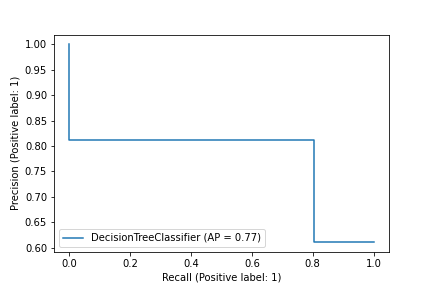 1.00
0.95
0.90
0.85
0.80
0.75
0.70
0.65
0.60
Precision (Positive label: 1)
DecisionTreeClassifier (AP = 0.77)
0.0 0.2 0.4 0.6 0.8 1.0
Recall (Positive label: 1)